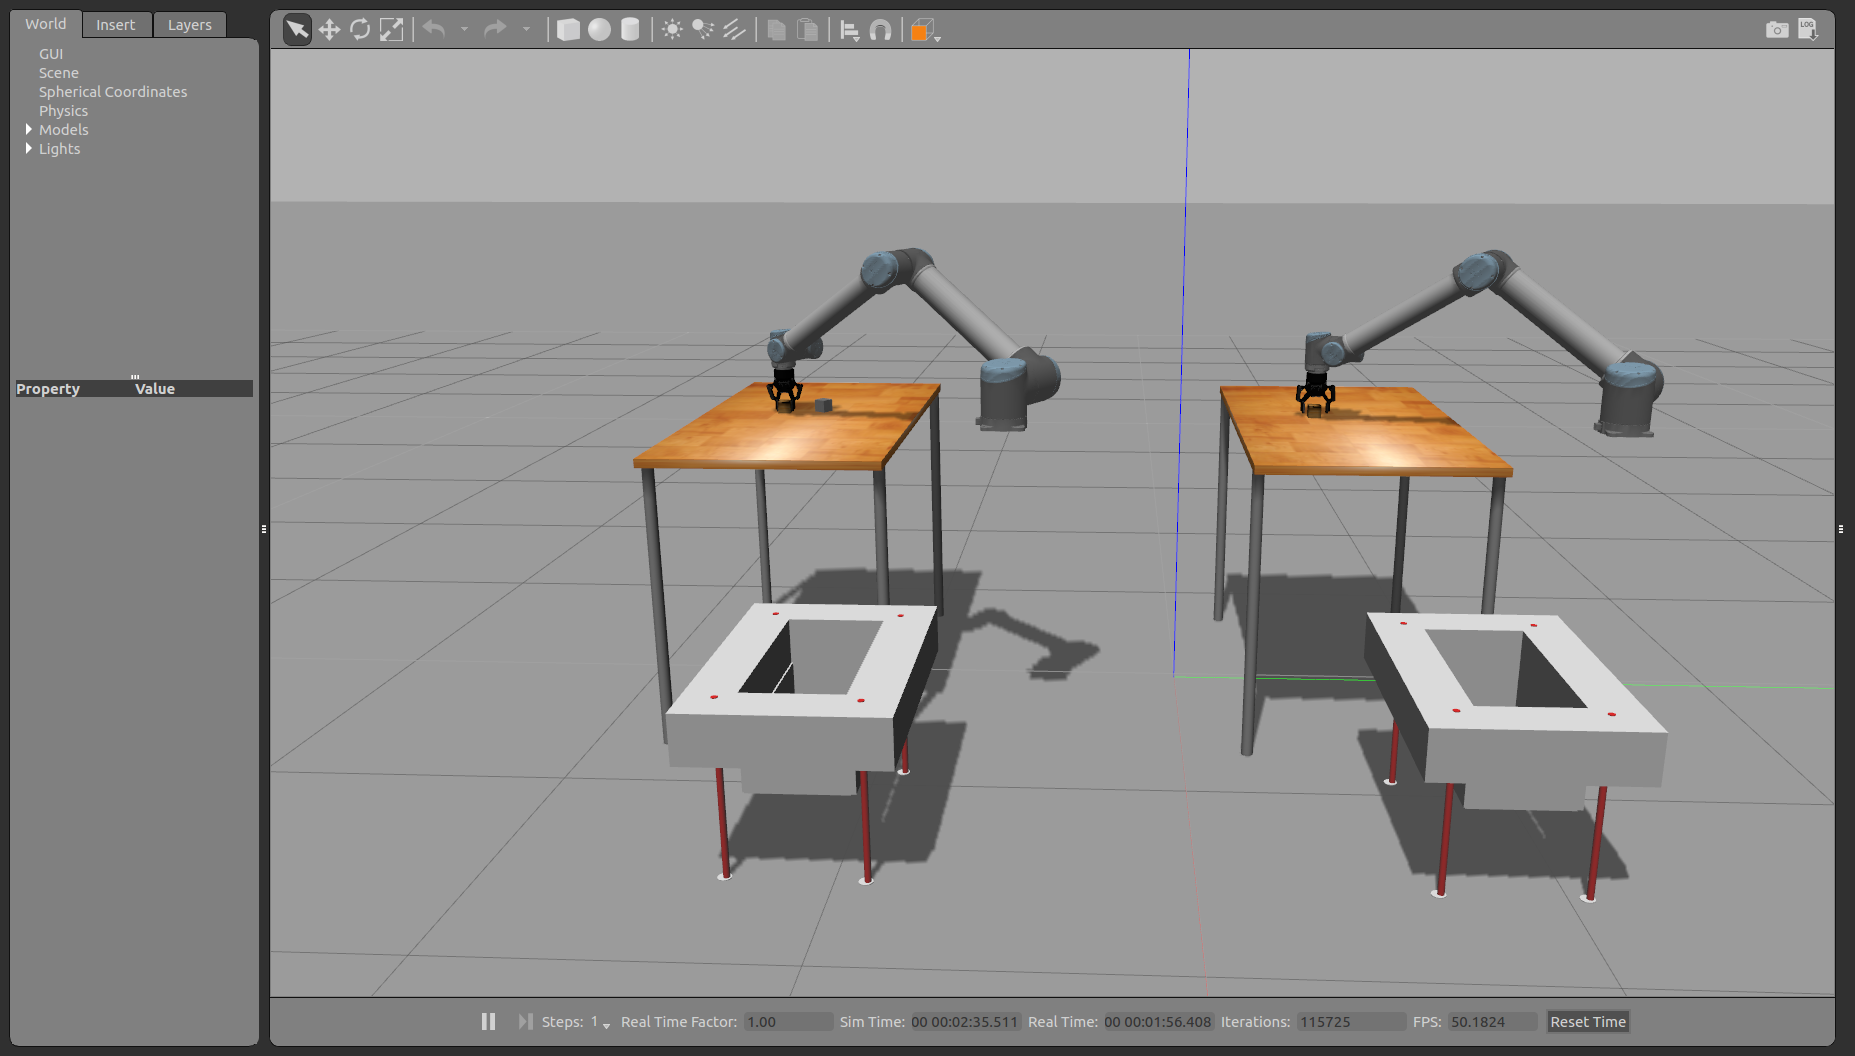 World Insert Layers
GUI
Scene
Spherical Coordinates
Physics
Models
Lights
Property Value
LOG
Steps: 1 Real Time Factor: 1.00 Sim Time: 00 00:02:35.511 Real Time: 00 00:01:56.408 Iterations: 115725 FPS: 50.1824 Reset Time